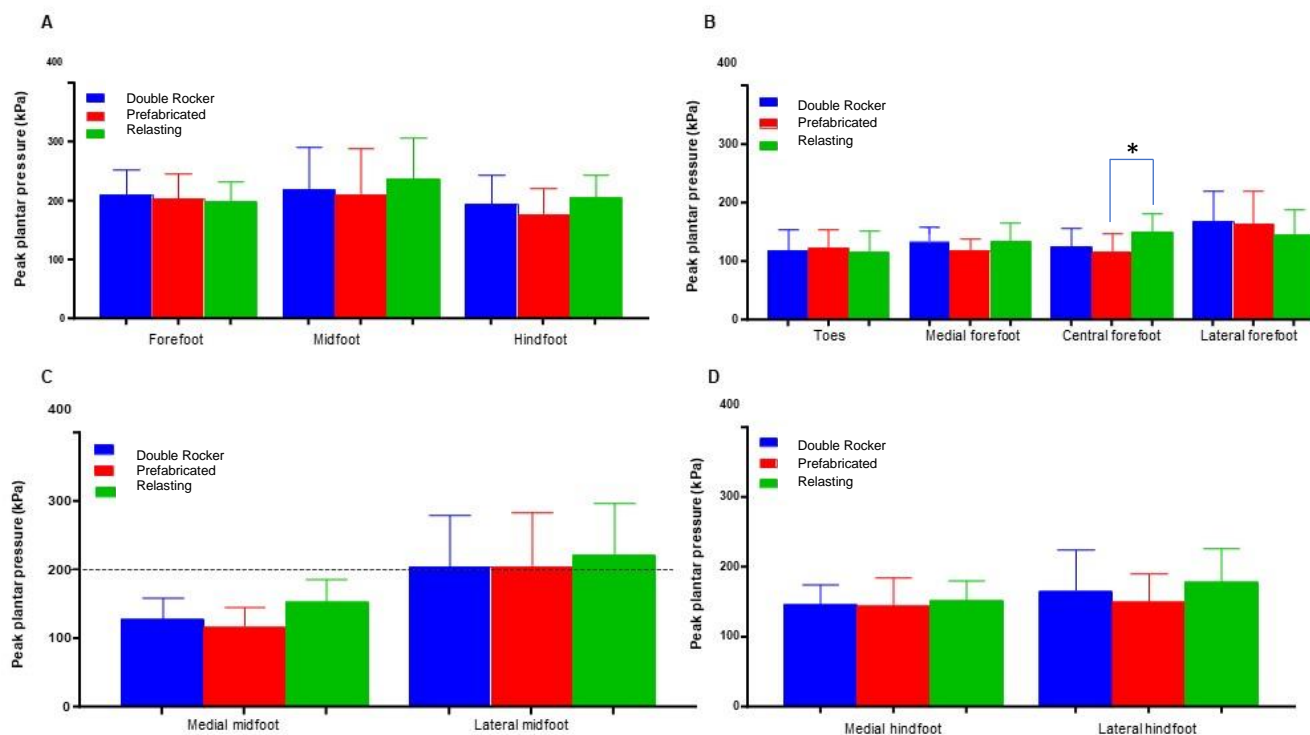 A
400
Peak plantar pressure (kPa)
Double Rocker
Prefabricated
Relasting
300
200
100
0
Forefoot Midfoot Hindfoot
B
400
Peak plantar pressure (kPa)
Double Rocker
Prefabricated
Relasting
*
300
200
100
0
Toes Medial forefoot Central forefoot Lateral forefoot
C
400
Peak plantar pressure (kPa)
Double Rocker
Prefabricated
Relasting
300
200
100
0
Medial midfoot Lateral midfoot
D
400
Peak plantar pressure (kPa)
Double Rocker
Prefabricated
Relasting
300
200
100
0
Medial hindfoot Lateral hindfoot